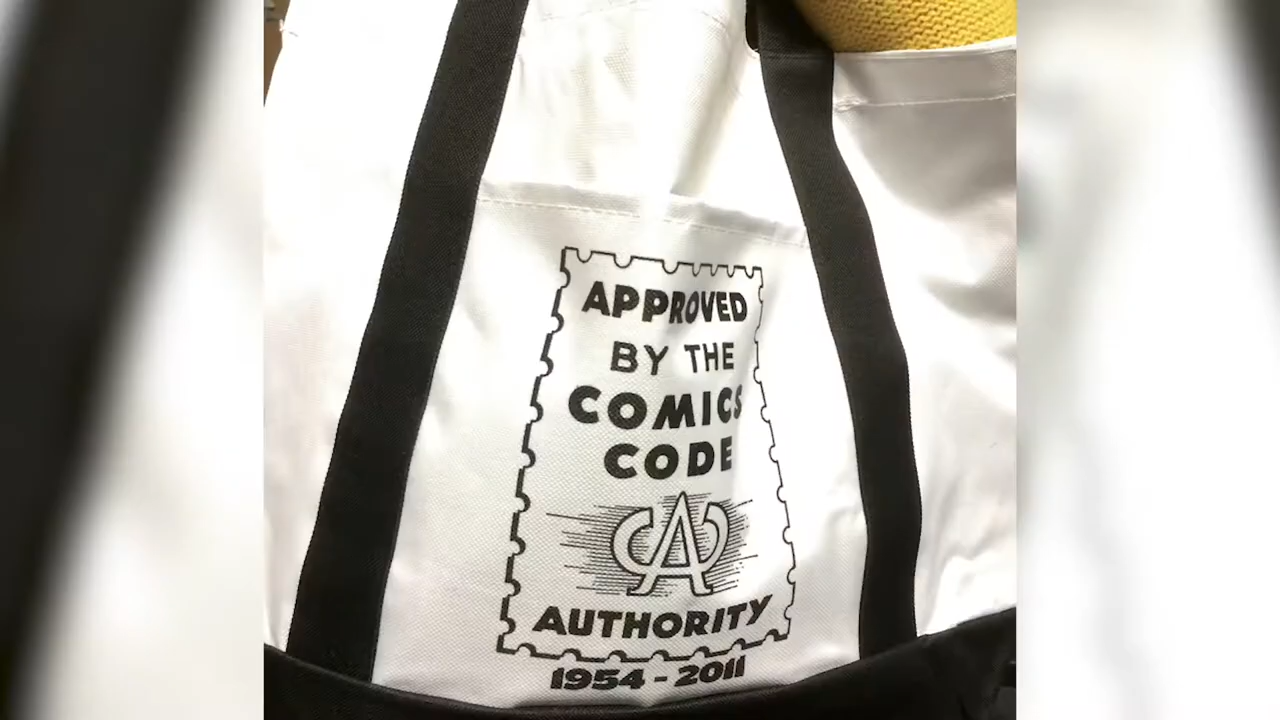 APPROVED
BY THE
COMICS
CODE
CA
AUTHORITY
1954 - 2011